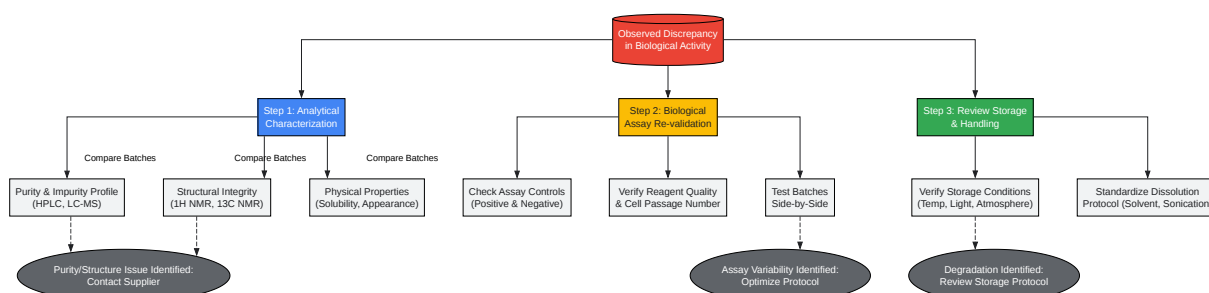 Observed Discrepancy
in Biological Activity
Step 1: Analytical
Characterization
Step 2: Biological
Assay Re-validation
Step 3: Review Storage
& Handling
Compare Batches
Compare Batches
Compare Batches
Purity & Impurity Profile
(HPLC, LC-MS)
Structural Integrity
(1H NMR, 13C NMR)
Physical Properties
(Solubility, Appearance)
Check Assay Controls
(Positive & Negative)
Verify Reagent Quality
& Cell Passage Number
Test Batches
Side-by-Side
Verify Storage Conditions
(Temp, Light, Atmosphere)
Standardize Dissolution
Protocol (Solvent, Sonication)
Purity/Structure Issue Identified:
Contact Supplier
Assay Variability Identified:
Optimize Protocol
Degradation Identified:
Review Storage Protocol